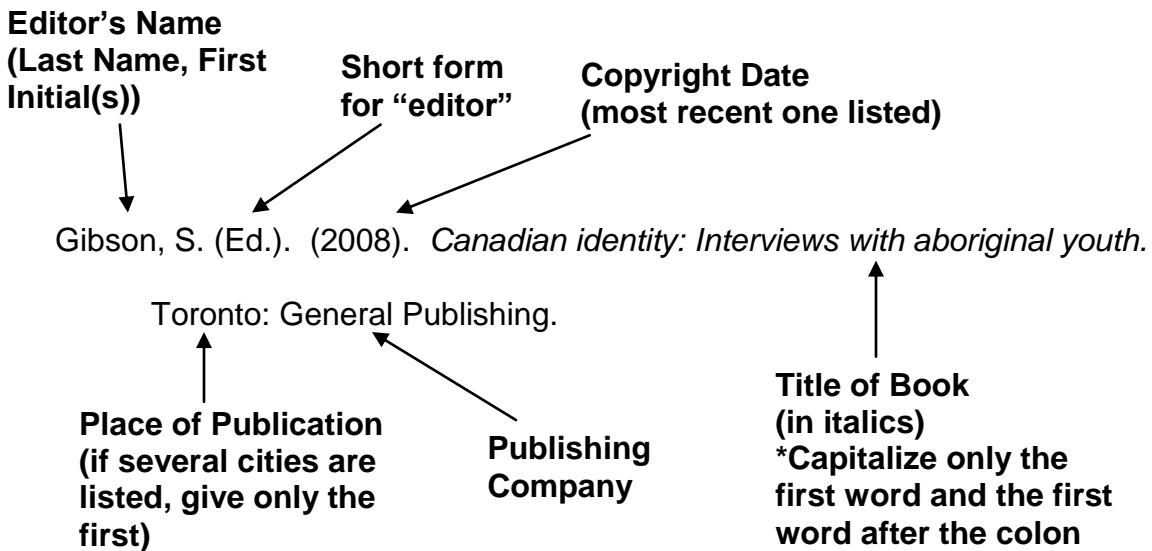 Editor’s Name
(Last Name, First
Initial(s))
Short form
for “editor”
Copyright Date
(most recent one listed)
Gibson, S. (Ed.).  (2008).  Canadian identity: Interviews with aboriginal youth.
Toronto: General Publishing.
Place of Publication
(if several cities are
listed, give only the
first)
Publishing
Company
Title of Book
(in italics)
*Capitalize only the
first word and the first
word after the colon